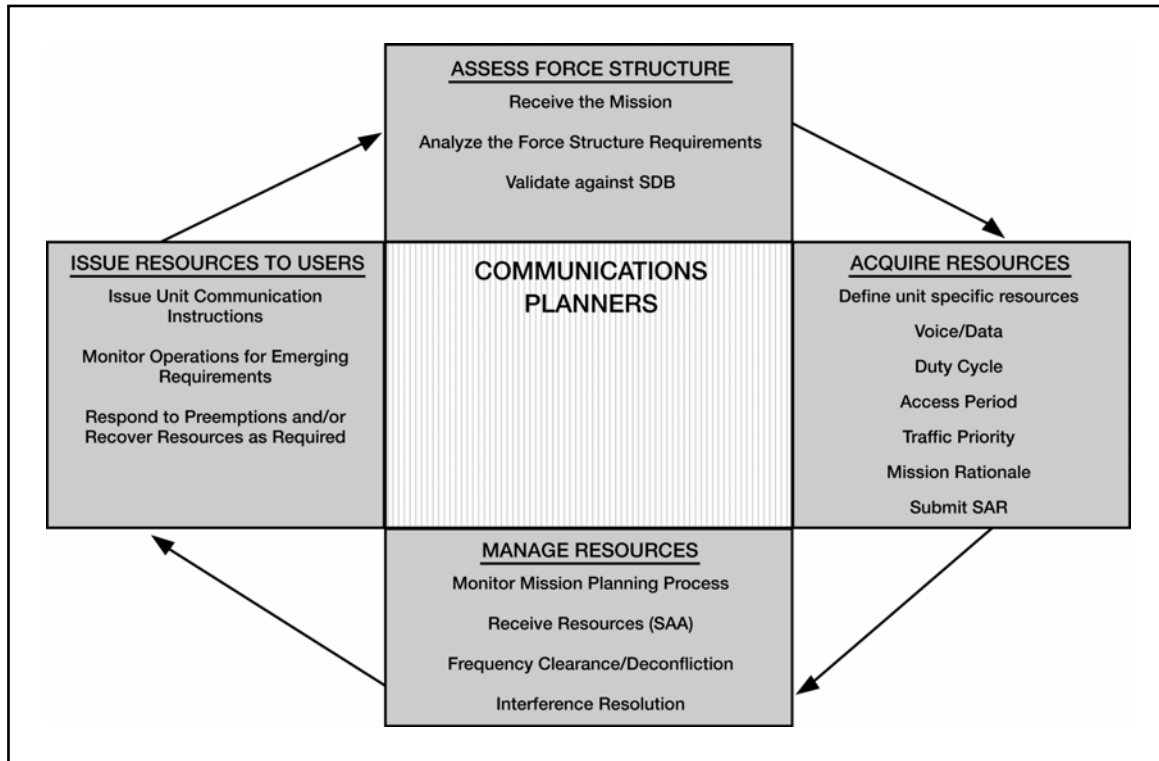 ASSESS FORCE STRUCTURE
Receive the Mission
Analyze the Force Structure Requirements
Validate against SDB
ISSUE RESOURCES TO USERS
Issue Unit Communication
Instructions
Monitor Operations for Emerging
Requirements
Respond to Preemptions and/or
Recover Resources as Required
COMMUNICATIONS
PLANNERS
ACQUIRE RESOURCES
Define unit specific resources
Voice/Data
Duty Cycle
Access Period
Traffic Priority
Mission Rationale
Submit SAR
MANAGE RESOURCES
Monitor Mission Planning Process
Receive Resources (SAA)
Frequency Clearance/Deconfliction
Interference Resolution